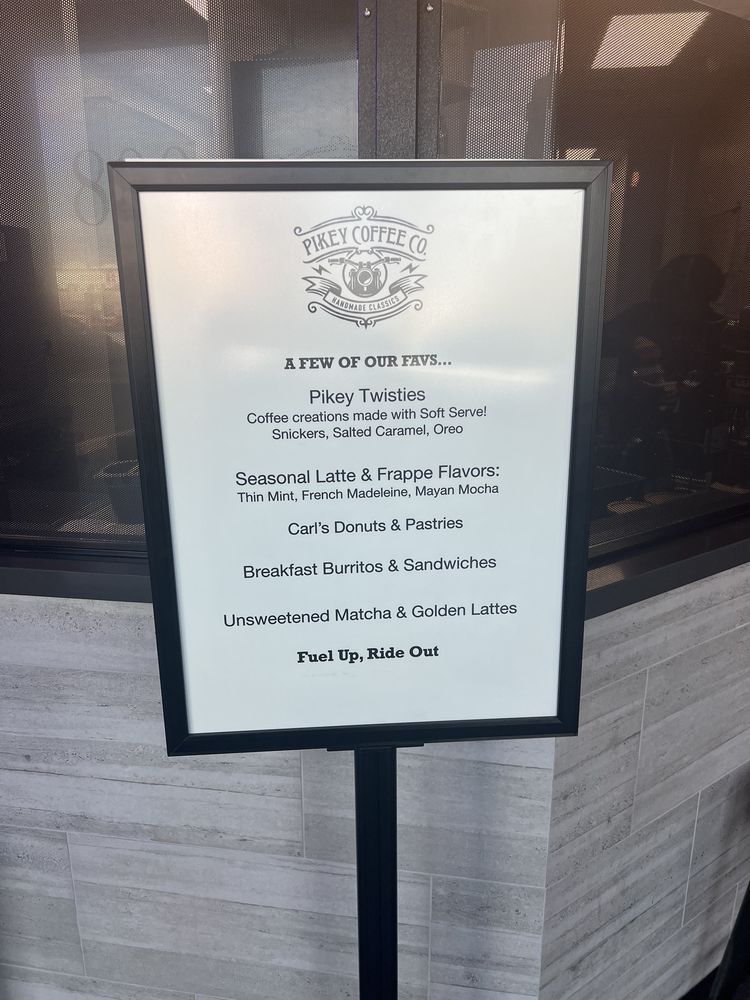 PIKEY COFFEE CO.
HANDMADE CLASSICS
A FEW OF OUR FAVS...
Pikey Twisties
Coffee creations made with Soft Serve!
Snickers, Salted Caramel, Oreo
Seasonal Latte & Frappe Flavors:
Thin Mint, French Madeleine, Mayan Mocha
Carl's Donuts & Pastries
Breakfast Burritos & Sandwiches
Unsweetened Matcha & Golden Lattes
Fuel Up, Ride Out